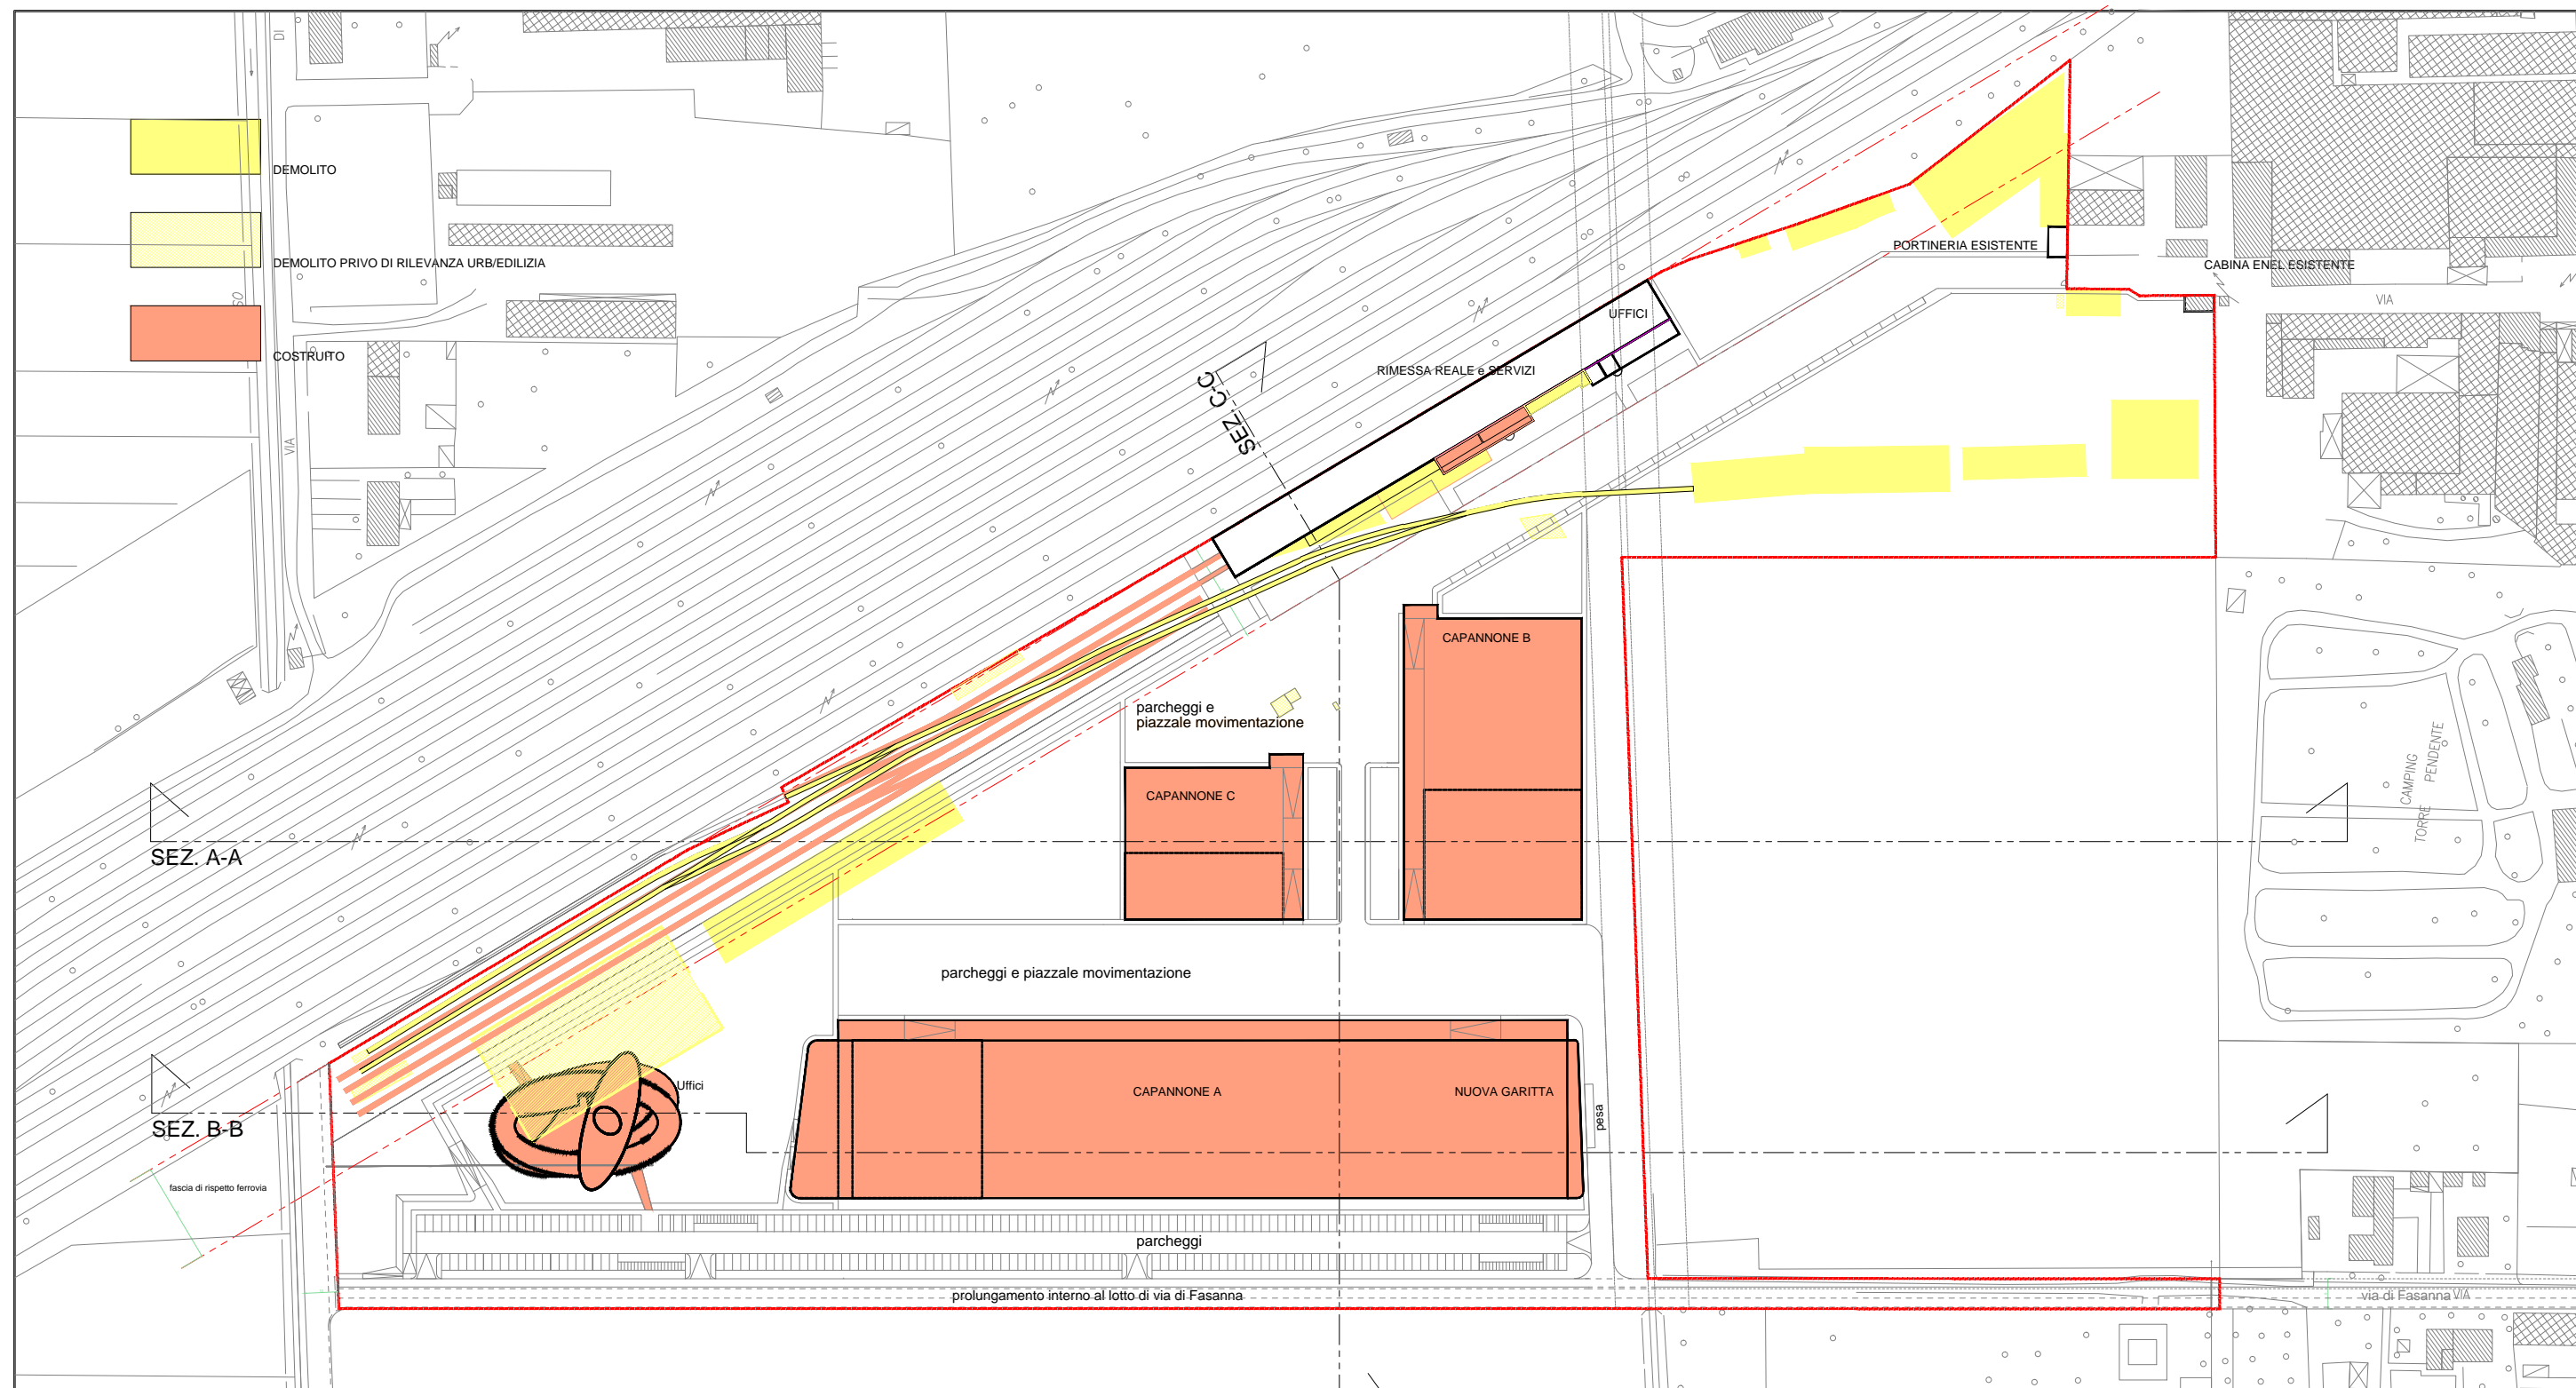 DI
DEMOLITO
DEMOLITO PRIVO DI RILEVANZA URB/EDILIZIA
SO
COSTRUITO
VIA
PORTINERIA ESISTENTE
CABINA ENEL ESISTENTE
VIA
UFFICI
RIMESSA REALE e SERVIZI
SEZ. C-C
CAPANNONE B
parcheggi e
piazzale movimentazione
CAPANNONE C
CAMPING
TORRE PENDENTE
SEZ. A-A
parcheggi e piazzale movimentazione
Uffici
CAPANNONE A
NUOVA GARITTA
pesa
SEZ. B-B
fascia di rispetto ferrovia
parcheggi
prolungamento interno al lotto di via di Fasanna
via di Fasanna VIA